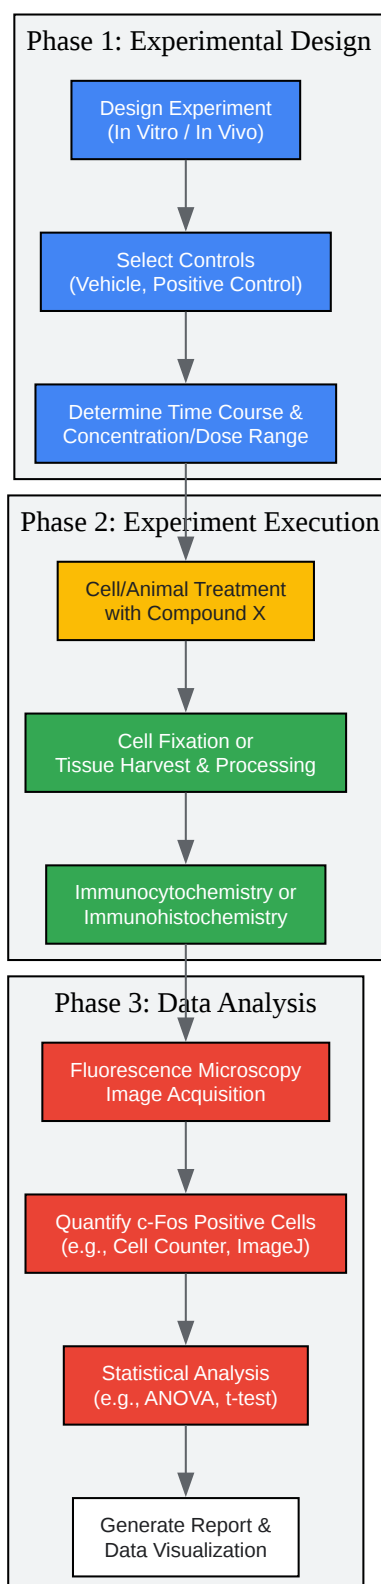 Phase 1: Experimental Design
Design Experiment
(In Vitro / In Vivo)
Select Controls
(Vehicle, Positive Control)
Determine Time Course &
Concentration/Dose Range
Phase 2: Experiment Execution
Cell/Animal Treatment
with Compound X
Cell Fixation or
Tissue Harvest & Processing
Immunocytochemistry or
Immunohistochemistry
Phase 3: Data Analysis
Fluorescence Microscopy
Image Acquisition
Quantify c-Fos Positive Cells
(e.g., Cell Counter, ImageJ)
Statistical Analysis
(e.g., ANOVA, t-test)
Generate Report &
Data Visualization